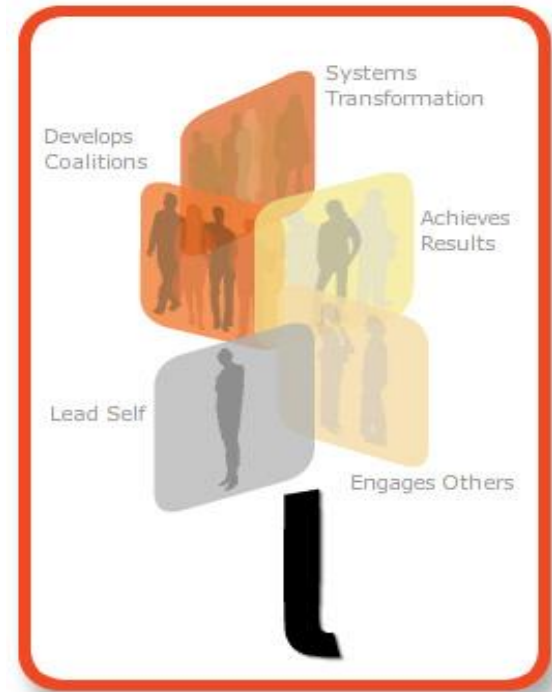 Systems
Transformation
Develops
Coalitions
Achieves
Results
Lead Self
Engages Others